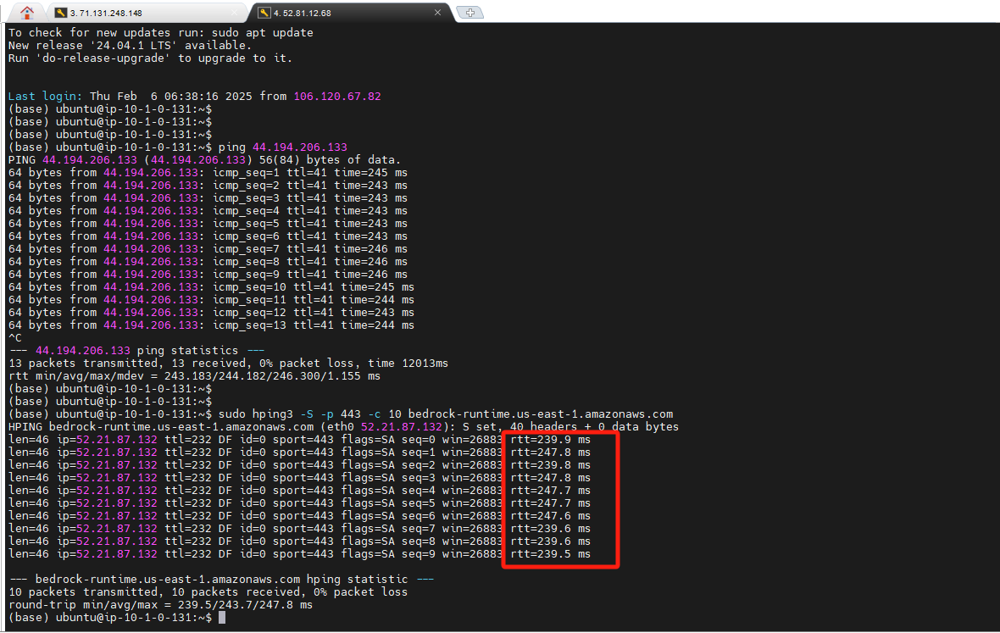 3. 71.131.248.148
4. 52.81.12.68
To check for new updates run: sudo apt update
New release '24.04.1 LTS' available.
Run 'do-release-upgrade' to upgrade to it.
Last login: Thu Feb  6 06:38:16 2025 from 106.120.67.82
(base) ubuntu@ip-10-1-0-131:~$
(base) ubuntu@ip-10-1-0-131:~$
(base) ubuntu@ip-10-1-0-131:~$
(base) ubuntu@ip-10-1-0-131:~$ ping 44.194.206.133
PING 44.194.206.133 (44.194.206.133) 56(84) bytes of data.
64 bytes from 44.194.206.133: icmp_seq=1 ttl=41 time=245 ms
64 bytes from 44.194.206.133: icmp_seq=2 ttl=41 time=243 ms
64 bytes from 44.194.206.133: icmp_seq=3 ttl=41 time=243 ms
64 bytes from 44.194.206.133: icmp_seq=4 ttl=41 time=243 ms
64 bytes from 44.194.206.133: icmp_seq=5 ttl=41 time=243 ms
64 bytes from 44.194.206.133: icmp_seq=6 ttl=41 time=243 ms
64 bytes from 44.194.206.133: icmp_seq=7 ttl=41 time=246 ms
64 bytes from 44.194.206.133: icmp_seq=8 ttl=41 time=246 ms
64 bytes from 44.194.206.133: icmp_seq=9 ttl=41 time=246 ms
64 bytes from 44.194.206.133: icmp_seq=10 ttl=41 time=245 ms
64 bytes from 44.194.206.133: icmp_seq=11 ttl=41 time=244 ms
64 bytes from 44.194.206.133: icmp_seq=12 ttl=41 time=243 ms
64 bytes from 44.194.206.133: icmp_seq=13 ttl=41 time=244 ms
^C
--- 44.194.206.133 ping statistics ---
13 packets transmitted, 13 received, 0% packet loss, time 12013ms
rtt min/avg/max/mdev = 243.183/244.182/246.300/1.155 ms
(base) ubuntu@ip-10-1-0-131:~$
(base) ubuntu@ip-10-1-0-131:~$
(base) ubuntu@ip-10-1-0-131:~$ sudo hping3 -S -p 443 -c 10 bedrock-runtime.us-east-1.amazonaws.com
HPING bedrock-runtime.us-east-1.amazonaws.com (eth0 52.21.87.132): S set, 40 headers + 0 data bytes
len=46 ip=52.21.87.132 ttl=232 DF id=0 sport=443 flags=SA seq=0 win=26883 rtt=239.9 ms
len=46 ip=52.21.87.132 ttl=232 DF id=0 sport=443 flags=SA seq=1 win=26883 rtt=247.8 ms
len=46 ip=52.21.87.132 ttl=232 DF id=0 sport=443 flags=SA seq=2 win=26883 rtt=239.8 ms
len=46 ip=52.21.87.132 ttl=232 DF id=0 sport=443 flags=SA seq=3 win=26883 rtt=247.8 ms
len=46 ip=52.21.87.132 ttl=232 DF id=0 sport=443 flags=SA seq=4 win=26883 rtt=247.7 ms
len=46 ip=52.21.87.132 ttl=232 DF id=0 sport=443 flags=SA seq=5 win=26883 rtt=247.7 ms
len=46 ip=52.21.87.132 ttl=232 DF id=0 sport=443 flags=SA seq=6 win=26883 rtt=247.6 ms
len=46 ip=52.21.87.132 ttl=232 DF id=0 sport=443 flags=SA seq=7 win=26883 rtt=239.6 ms
len=46 ip=52.21.87.132 ttl=232 DF id=0 sport=443 flags=SA seq=8 win=26883 rtt=239.6 ms
len=46 ip=52.21.87.132 ttl=232 DF id=0 sport=443 flags=SA seq=9 win=26883 rtt=239.5 ms
--- bedrock-runtime.us-east-1.amazonaws.com hping statistic ---
10 packets transmitted, 10 packets received, 0% packet loss
round-trip min/avg/max = 239.5/243.7/247.8 ms
(base) ubuntu@ip-10-1-0-131:~$